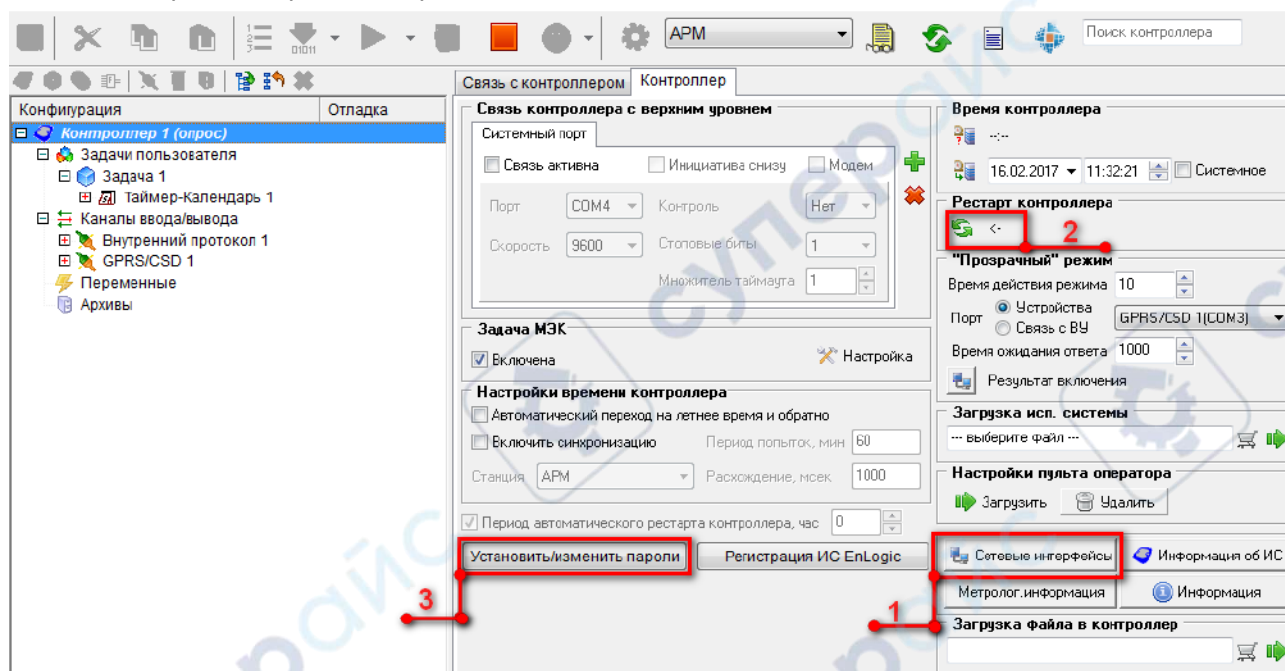 АРМ
Поиск контроллера
Конфигурация Отладка
Контроллер 1 (опрос)
Задачи пользователя
Задача 1
Таймер-Календарь 1
Каналы ввода/вывода
Внутренний протокол 1
GPRS/CSD 1
Переменные
Архивы
Связь с контроллером Контроллер
Связь контроллера с верхним уровнем
Системный порт
Связь активна Инициатива снизу Модем
Порт COM4 Контроль Нет
Скорость 9600 Стоповые биты 1
Множитель таймаута 1
Задача МЭК
Включена Настройка
Настройки времени контроллера
Автоматический переход на летнее время и обратно
Включить синхронизацию Период попыток, мин 60
Станция АРМ Расхождение, мсек 1000
Период автоматического рестарта контроллера, час 0
Установить/изменить пароли Регистрация ИС EnLogic
3
Время контроллера
--:--
16.02.2017 11:32:21 Системное
Рестарт контроллера
<- 2
"Прозрачный" режим
Время действия режима 10
Порт Устройства GPRS/CSD 1(COM3)
Связь с ВУ
Время ожидания ответа 1000
Результат включения
Загрузка исп. системы
--- выберите файл ---
Настройки пульта оператора
Загрузить Удалить
Сетевые интерфейсы Информация об ИС
Метролог.информация Информация
1
Загрузка файла в контроллер
суперайс